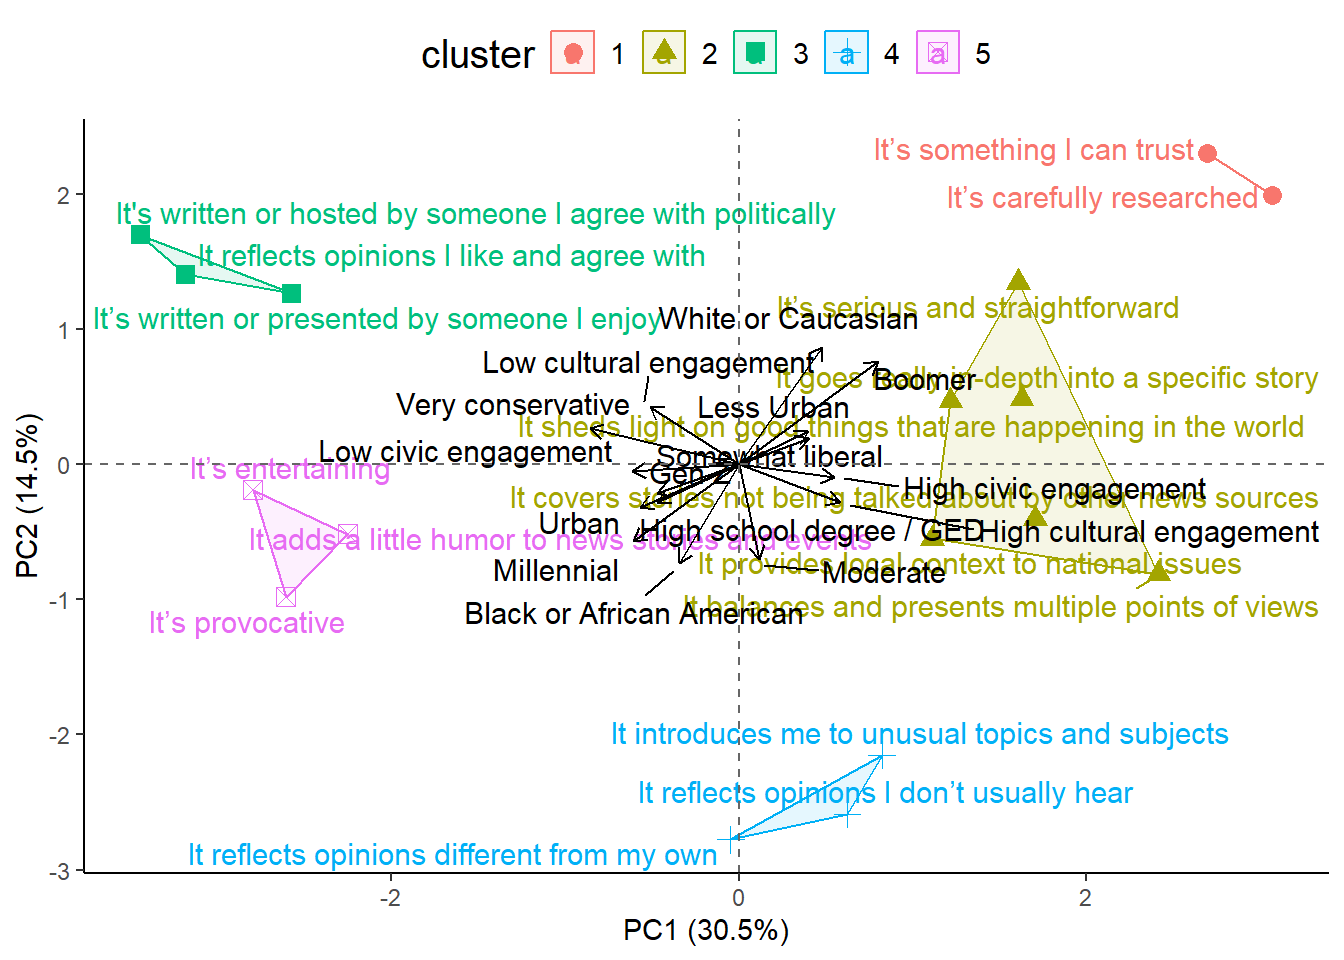 cluster a 1 a 2 a 3 a 4 a 5
It’s something I can trust
It’s carefully researched
It's written or hosted by someone I agree with politically
It reflects opinions I like and agree with
It’s serious and straightforward
It’s written or presented by someone I enjoy
White or Caucasian
Low cultural engagement
It goes really in-depth into a specific story
Boomer
Very conservative
Less Urban
It sheds light on good things that are happening in the world
Low civic engagement
Somewhat liberal
It’s entertaining
Gen Z
High civic engagement
It covers stories not being talked about by other news sources
Urban
High school degree / GED
High cultural engagement
It adds a little humor to news stories and events
It provides local context to national issues
Millennial
Moderate
It balances and presents multiple points of views
Black or African American
It’s provocative
It introduces me to unusual topics and subjects
It reflects opinions I don’t usually hear
It reflects opinions different from my own
2
1
0
-1
-2
-3
PC2 (14.5%)
-2 0 2
PC1 (30.5%)